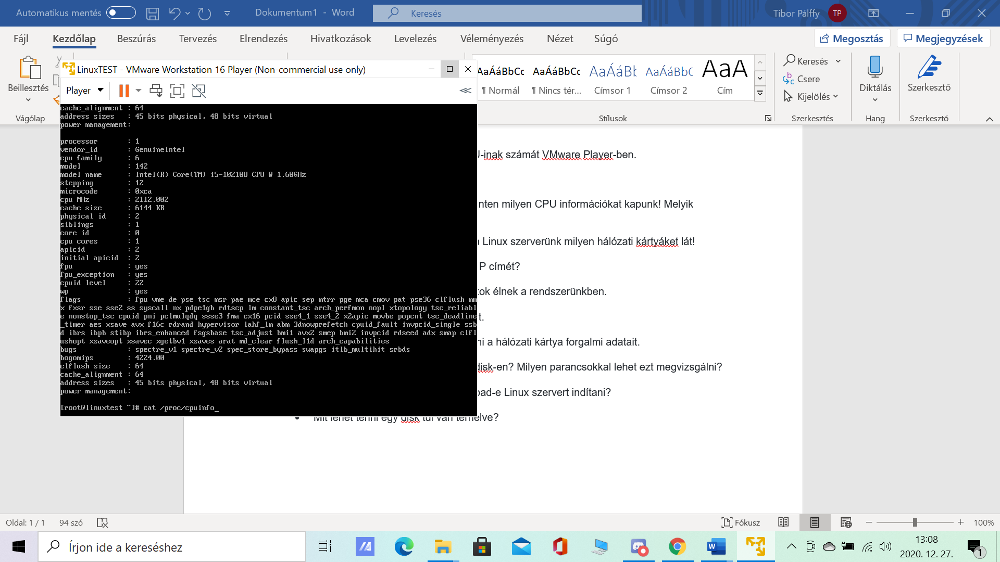 Automatikus mentés
Dokumentum1 - Word
Keresés
Tibor Pálffy
TP
Fájl
Kezdőlap
Beszúrás
Tervezés
Elrendezés
Hivatkozások
Levelezés
Véleményezés
Nézet
Súgó
Megosztás
Megjegyzések
Beillesztés
Vágólap
AaÁáBbCc
¶ Normál
AaÁáBbCc
¶ Nincs tér...
AaÁáBb
Címsor 1
AaÁáBbC
Címsor 2
AaA
Cím
Stílusok
Keresés
Csere
Kijelölés
Szerkesztés
Diktálás
Hang
Szerkesztő
Szerkesztő
LinuxTEST - VMware Workstation 16 Player (Non-commercial use only)
Player
cache_alignment : 64
address sizes : 45 bits physical, 48 bits virtual
power management:
processor : 1
vendor_id : GenuineIntel
cpu family : 6
model : 142
model name : Intel(R) Core(TM) i5-10210U CPU @ 1.60GHz
stepping : 12
microcode : 0xca
cpu MHz : 2112.002
cache size : 6144 KB
physical id : 2
siblings : 1
core id : 0
cpu cores : 1
apicid : 2
initial apicid : 2
fpu : yes
fpu_exception : yes
cpuid level : 22
wp : yes
flags : fpu vme de pse tsc msr pae mce cx8 apic sep mtrr pge mca cmov pat pse36 clflush mm
x fxsr sse sse2 ss syscall nx pdpe1gb rdtscp lm constant_tsc arch_perfmon nopl xtopology tsc_reliabl
e nonstop_tsc cpuid pni pclmulqdq ssse3 fma cx16 pcid sse4_1 sse4_2 x2apic movbe popcnt tsc_deadline
_timer aes xsave avx f16c rdrand hypervisor lahf_lm abm 3dnowprefetch cpuid_fault invpcid_single ssb
d ibrs ibpb stibp ibrs_enhanced fsgsbase tsc_adjust bmi1 avx2 smep bmi2 invpcid rdseed adx smap clfl
ushopt xsaveopt xsavec xgetbv1 xsaves arat md_clear flush_l1d arch_capabilities
bugs : spectre_v1 spectre_v2 spec_store_bypass swapgs itlb_multihit srbds
bogomips : 4224.00
clflush size : 64
cache_alignment : 64
address sizes : 45 bits physical, 48 bits virtual
power management:
[root@linuxtest ~]# cat /proc/cpuinfo_
U-inak számát VMware Player-ben.
nten milyen CPU információkat kapunk! Melyik
Linux szerverünk milyen hálózati kártyáket lát!
P címét?
tok élnek a rendszerünkben.
t.
ni a hálózati kártya forgalmi adatait.
disk-en? Milyen parancsokkal lehet ezt megvizsgálni?
oad-e Linux szervert indítani?
• Mit lehet tenni egy disk túl van terhelve?
Oldal: 1 / 1
94 szó
Fókusz
100%
Írjon ide a kereséshez
13:08
2020. 12. 27.
1